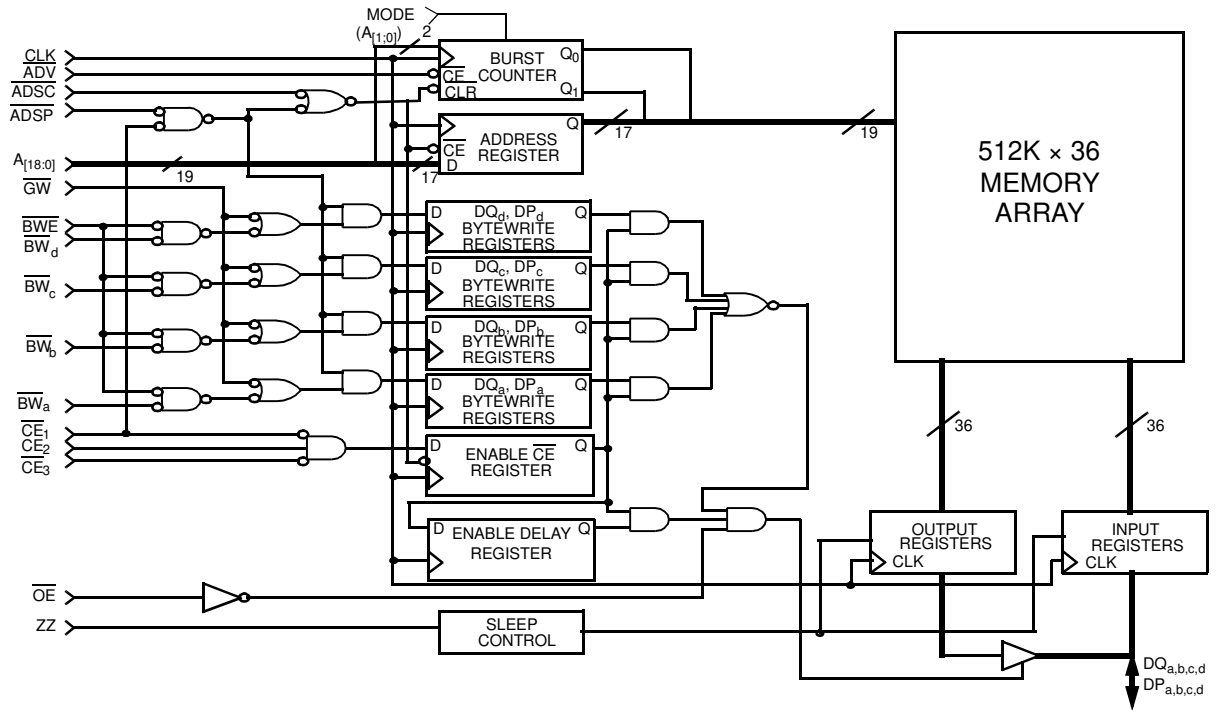 MODE
(A[1;0])
2
CLK
ADV
ADSC
ADSP
A[18:0]
GW
BWE
BWd
BWc
BWb
BWa
CE1
CE2
CE3
OE
ZZ
BURST
COUNTER
CE
CLR
Q0
Q1
ADDRESS
REGISTER
CE
D
Q
19
17
17
19
D
DQd, DPd
BYTEWRITE
REGISTERS
Q
D
DQc, DPc
BYTEWRITE
REGISTERS
Q
D
DQb, DPb
BYTEWRITE
REGISTERS
Q
D
DQa, DPa
BYTEWRITE
REGISTERS
Q
D
ENABLE CE
REGISTER
Q
D
ENABLE DELAY
REGISTER
Q
SLEEP
CONTROL
512K × 36
MEMORY
ARRAY
36
36
OUTPUT
REGISTERS
CLK
INPUT
REGISTERS
CLK
DQa,b,c,d
DPa,b,c,d